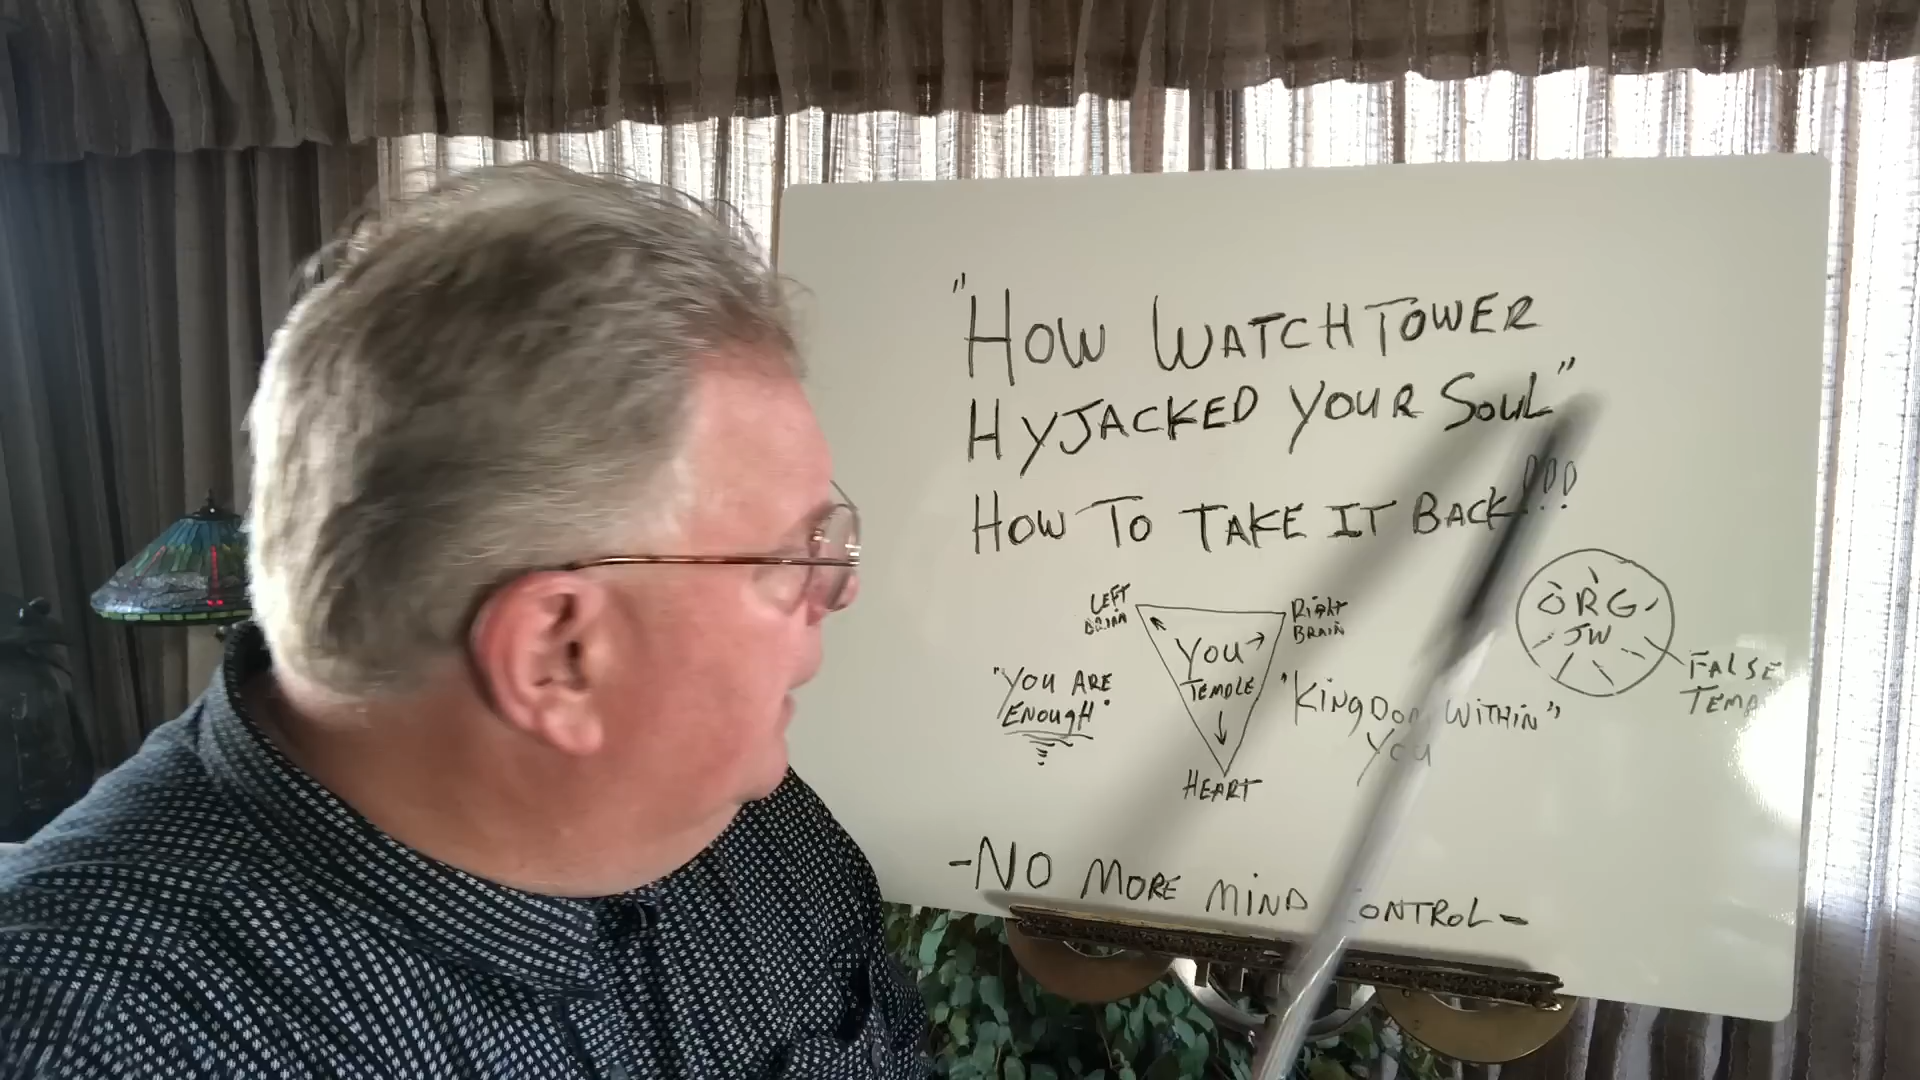 "HOW WATCHTOWER
HYJACKED YOUR SOUL"
HOW TO TAKE IT BACK!!!
LEFT
BRIAN
Right
BRAIN
YOU
TEMPLE
HEART
"YOU ARE
ENOUGH"
"KINGDOM WITHIN"
YOU
ORG.
JW
FALSE
-NO MORE MIND CONTROL-